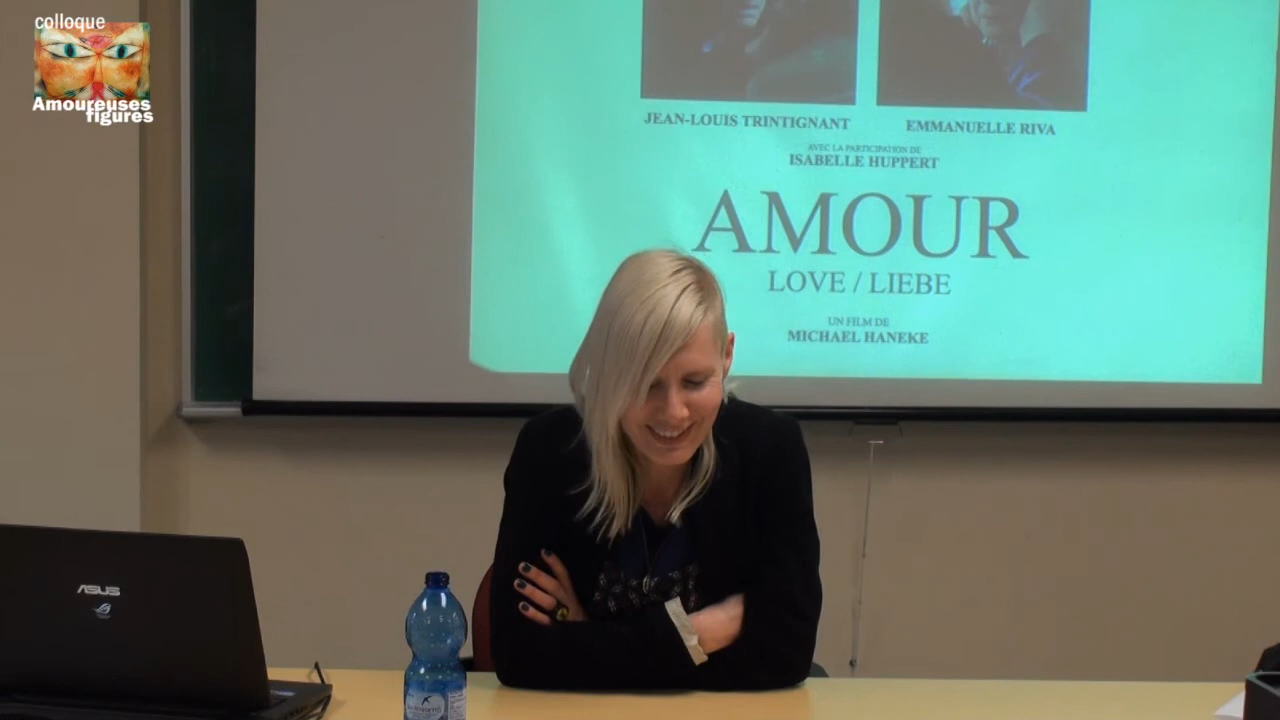 colloque
Amoureuses
figures
JEAN-LOUIS TRINTIGNANT
EMMANUELLE RIVA
AVEC LA PARTICIPATION DE
ISABELLE HUPPERT
AMOUR
LOVE / LIEBE
UN FILM DE
MICHAEL HANEKE
ASUS